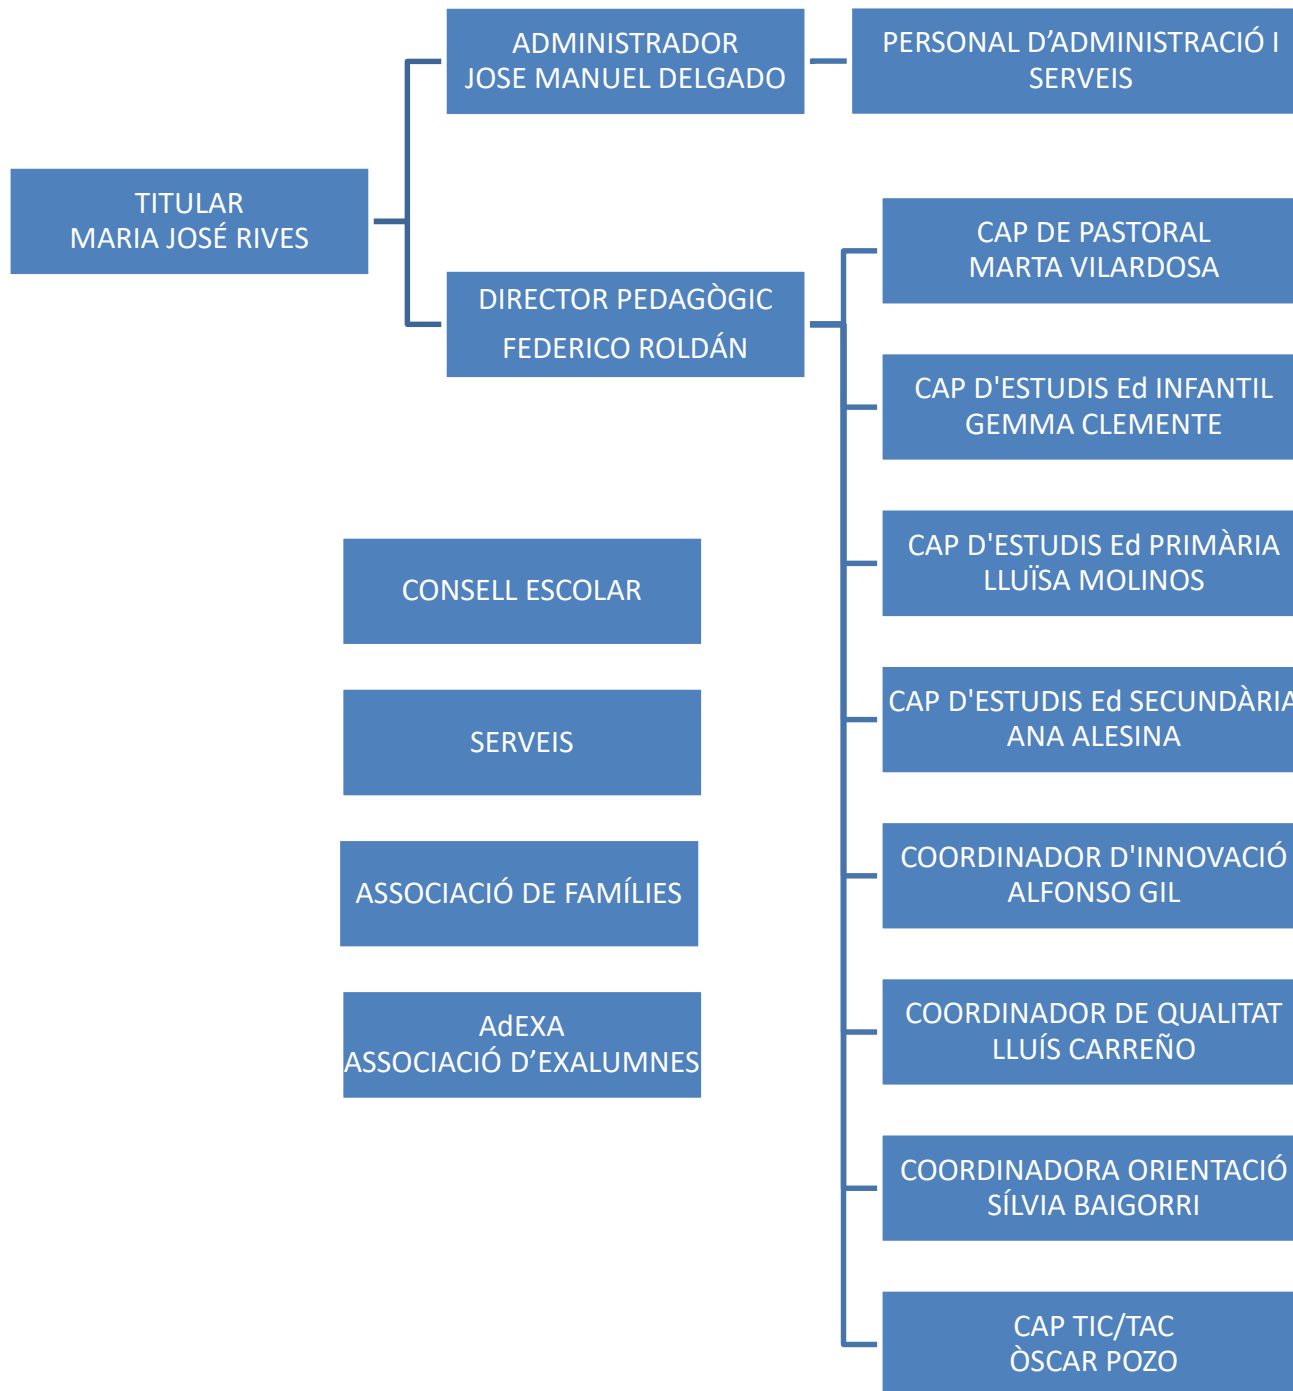 ADMINISTRADOR
JOSE MANUEL DELGADO
PERSONAL D’ADMINISTRACIÓ I
SERVEIS
TITULAR
MARIA JOSÉ RIVES
DIRECTOR PEDAGÒGIC
FEDERICO ROLDÁN
CAP DE PASTORAL
MARTA VILARDOSA
CAP D'ESTUDIS Ed INFANTIL
GEMMA CLEMENTE
CAP D'ESTUDIS Ed PRIMÀRIA
LLUÏSA MOLINOS
CAP D'ESTUDIS Ed SECUNDÀRIA
ANA ALESINA
COORDINADOR D'INNOVACIÓ
ALFONSO GIL
COORDINADOR DE QUALITAT
LLUÍS CARREÑO
COORDINADORA ORIENTACIÓ
SÍLVIA BAIGORRI
CAP TIC/TAC
ÒSCAR POZO
CONSELL ESCOLAR
SERVEIS
ASSOCIACIÓ DE FAMÍLIES
AdEXA
ASSOCIACIÓ D’EXALUMNES